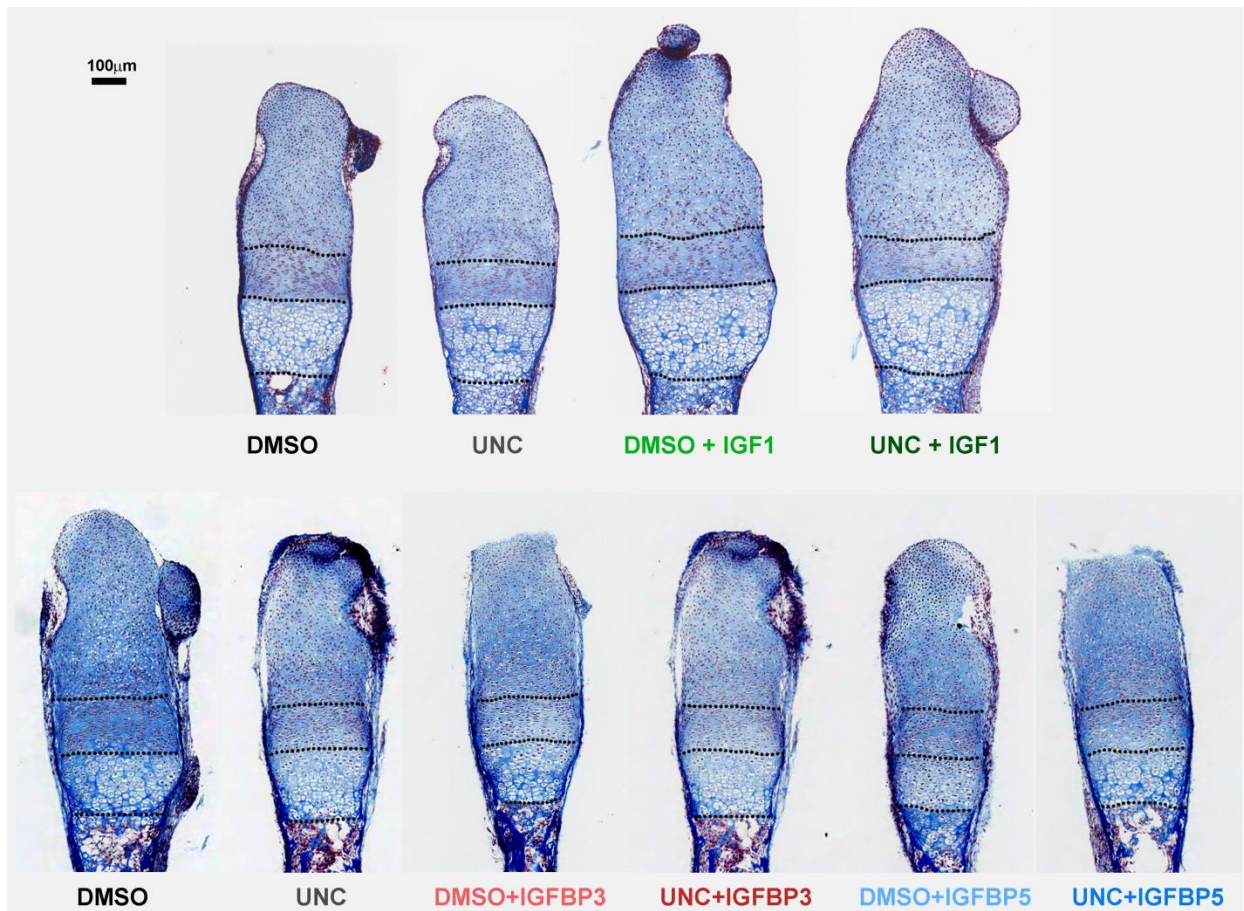 100μm
DMSO
UNC
DMSO + IGF1
UNC + IGF1
DMSO
UNC
DMSO+IGFBP3
UNC+IGFBP3
DMSO+IGFBP5
UNC+IGFBP5